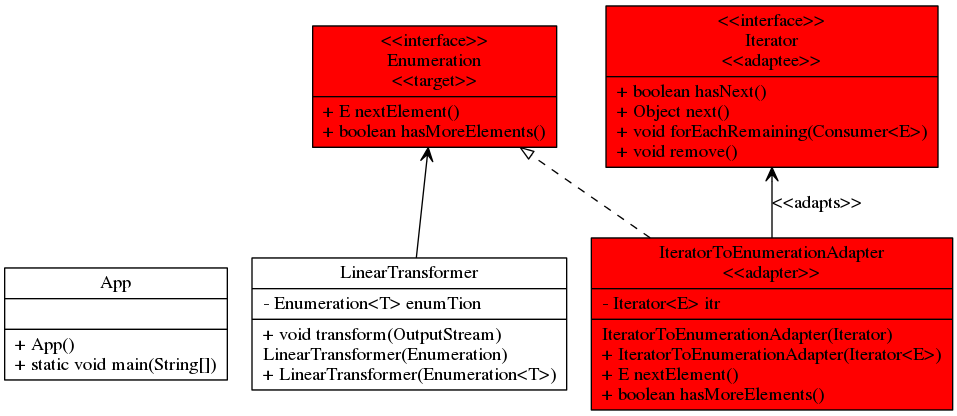 <<interface>>
Enumeration
<<target>>
+ E nextElement()
+ boolean hasMoreElements()
<<interface>>
Iterator
<<adaptee>>
+ boolean hasNext()
+ Object next()
+ void forEachRemaining(Consumer<E>)
+ void remove()
<<adapts>>
App
+ App()
+ static void main(String[])
LinearTransformer
- Enumeration<T> enumTion
+ void transform(OutputStream)
LinearTransformer(Enumeration)
+ LinearTransformer(Enumeration<T>)
IteratorToEnumerationAdapter
<<adapter>>
- Iterator<E> itr
IteratorToEnumerationAdapter(Iterator)
+ IteratorToEnumerationAdapter(Iterator<E>)
+ E nextElement()
+ boolean hasMoreElements()